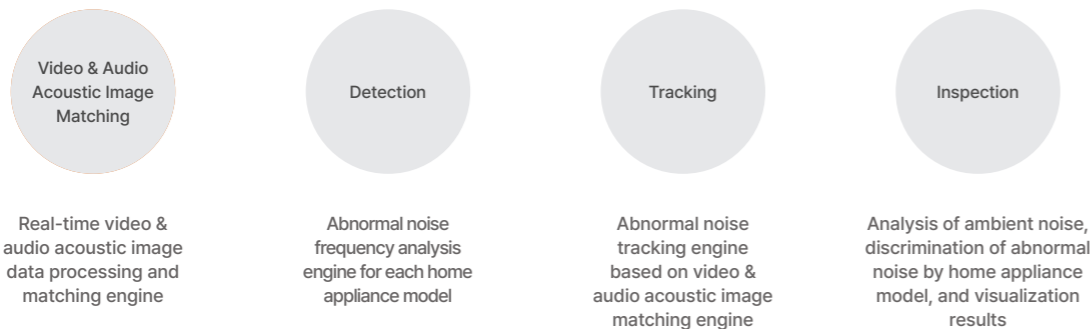 Video & Audio
Acoustic Image
Matching
Detection
Tracking
Inspection
Real-time video &
audio acoustic image
data processing and
matching engine
Abnormal noise
frequency analysis
engine for each home
appliance model
Abnormal noise
tracking engine
based on video &
audio acoustic image
matching engine
Analysis of ambient noise,
discrimination of abnormal
noise by home appliance
model, and visualization
results